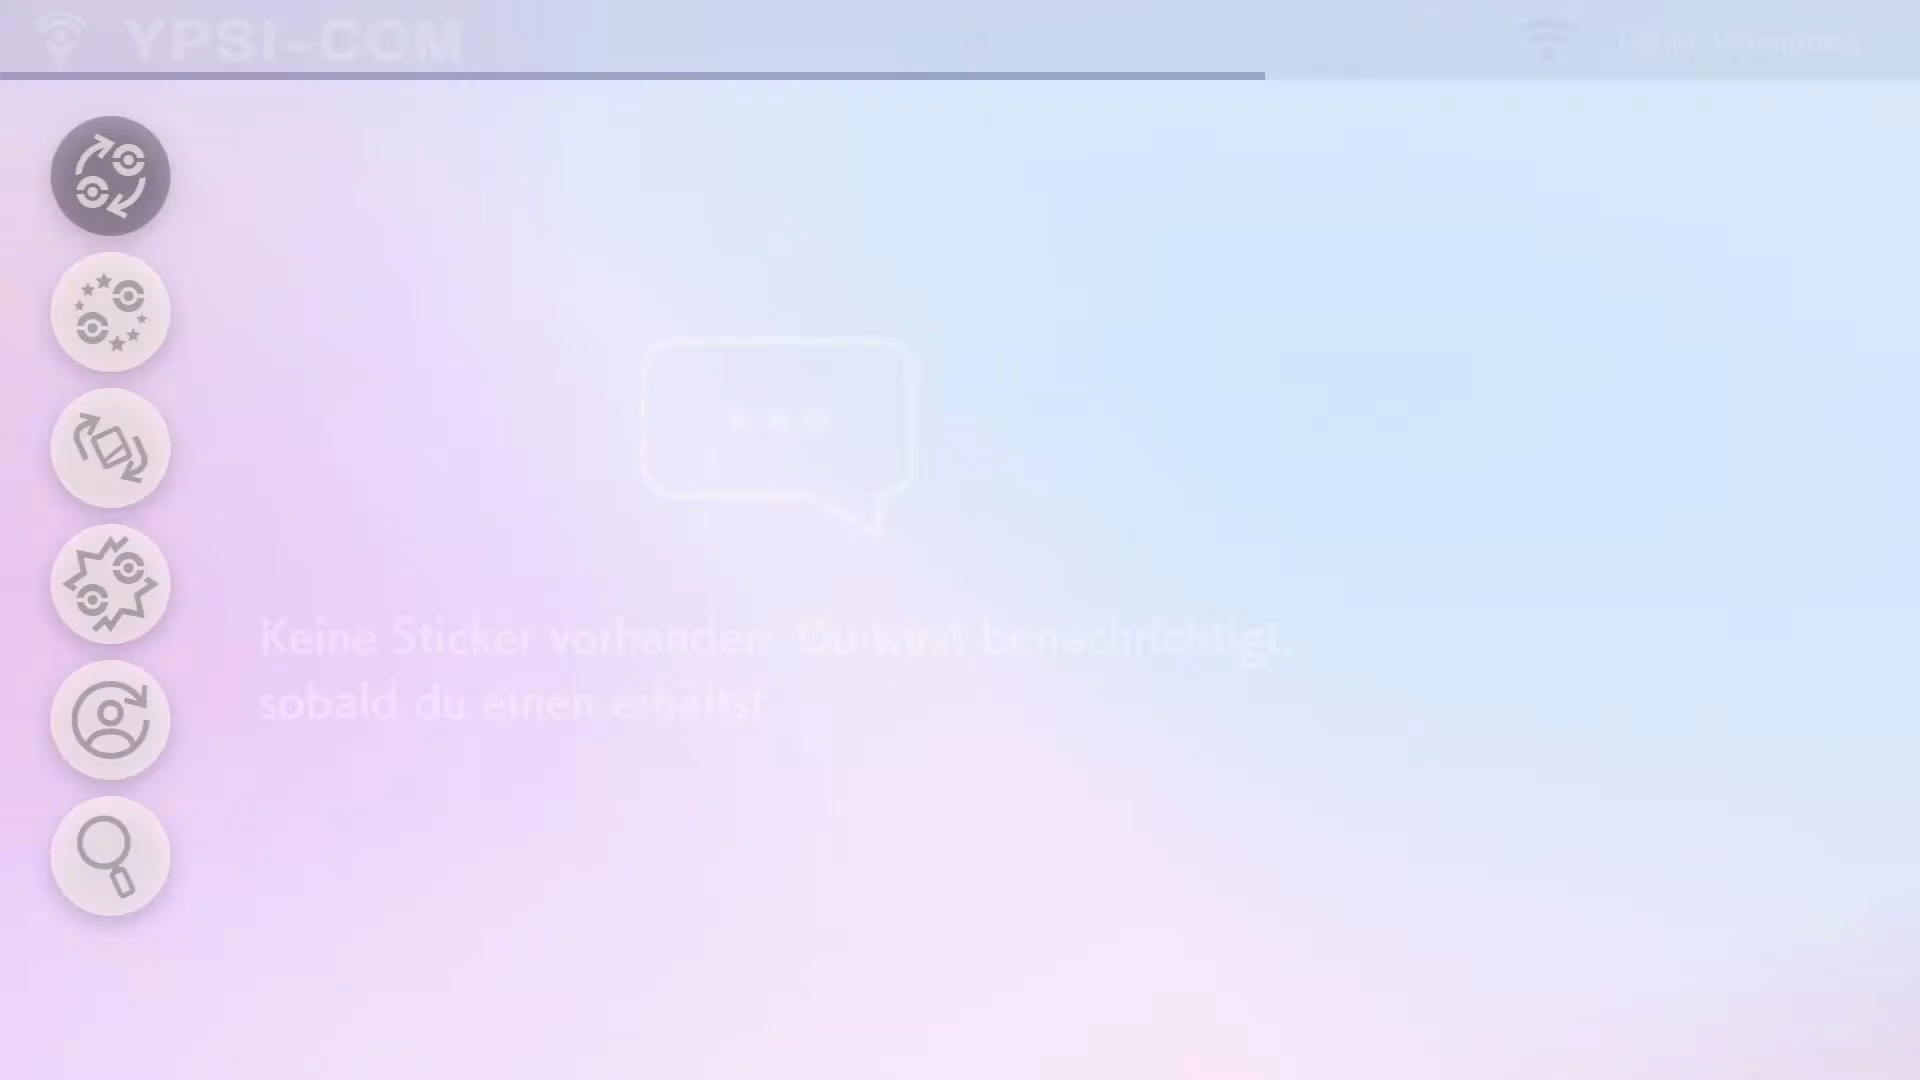 YPSI-COM
Keine Sticker vorhanden. Du wirst benachrichtigt,
sobald du einen erhältst.